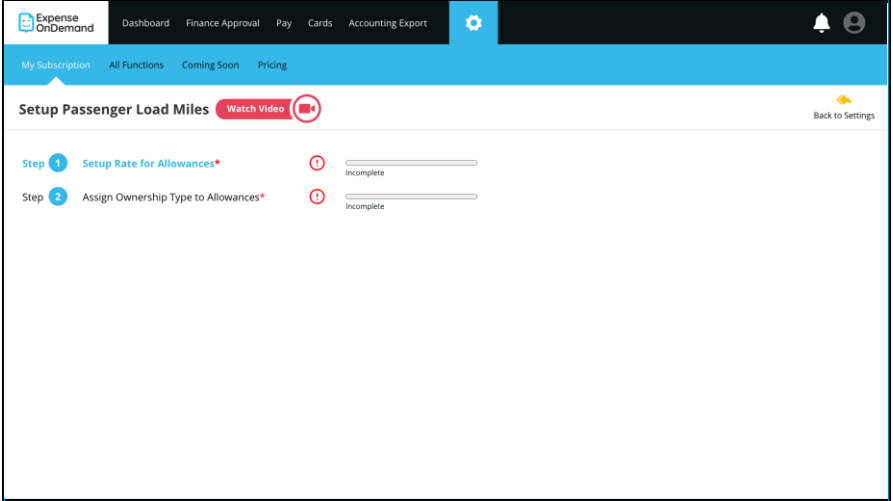 Expense
OnDemand
Dashboard Finance Approval Pay Cards Accounting Export
My Subscription All Functions Coming Soon Pricing
Setup Passenger Load Miles Watch Video
Back to Settings
Step 1 Setup Rate for Allowances*
Incomplete
Step 2 Assign Ownership Type to Allowances*
Incomplete